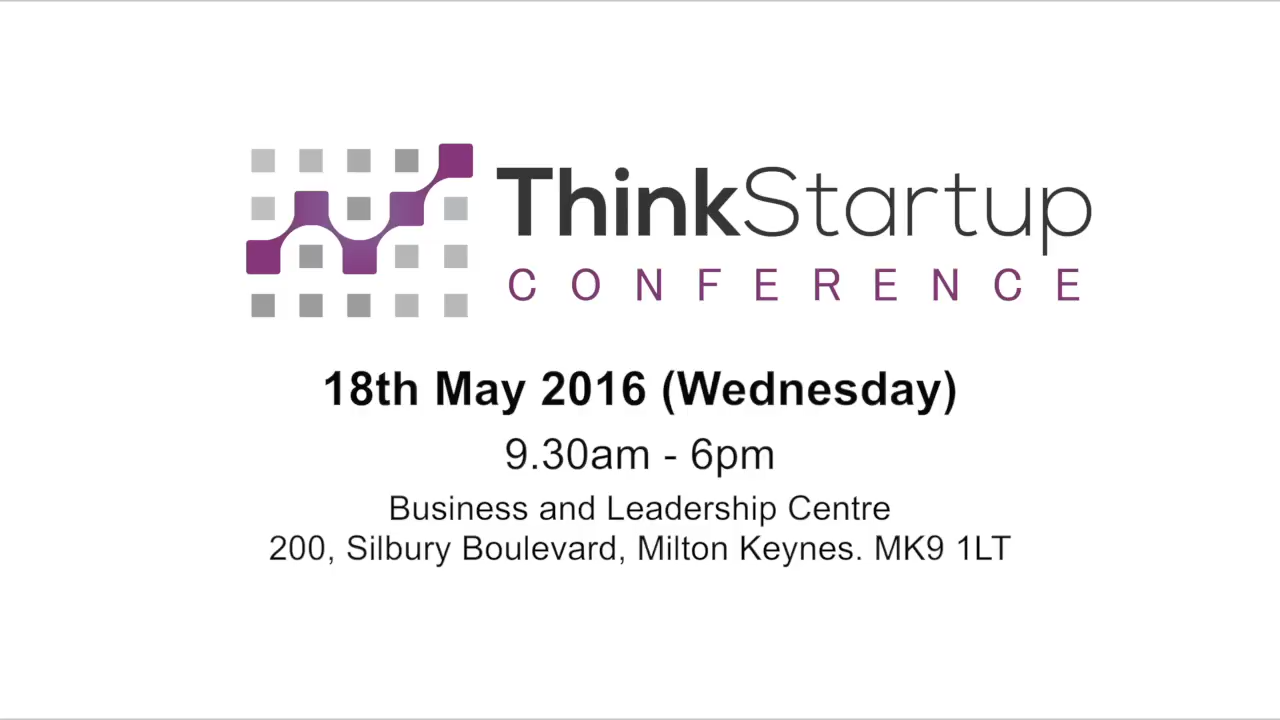 ThinkStartup
CONFERENCE
18th May 2016 (Wednesday)
9.30am - 6pm
Business and Leadership Centre
200, Silbury Boulevard, Milton Keynes. MK9 1LT